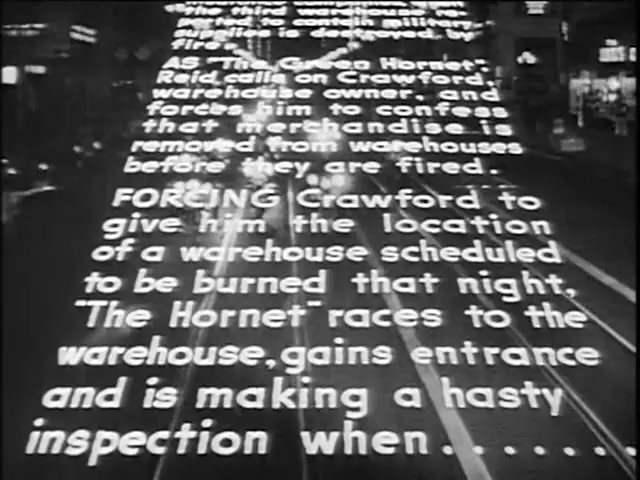 the third warehouse re-
ported to contain military
supplies is destroyed by
fire.
AS "The Green Hornet",
Reid calls on Crawford,
warehouse owner, and
forces him to confess
that merchandise is
removed from warehouses
before they are fired.
FORCING Crawford to
give him the location
of a warehouse scheduled
to be burned that night,
"The Hornet" races to the
warehouse, gains entrance
and is making a hasty
inspection when.......